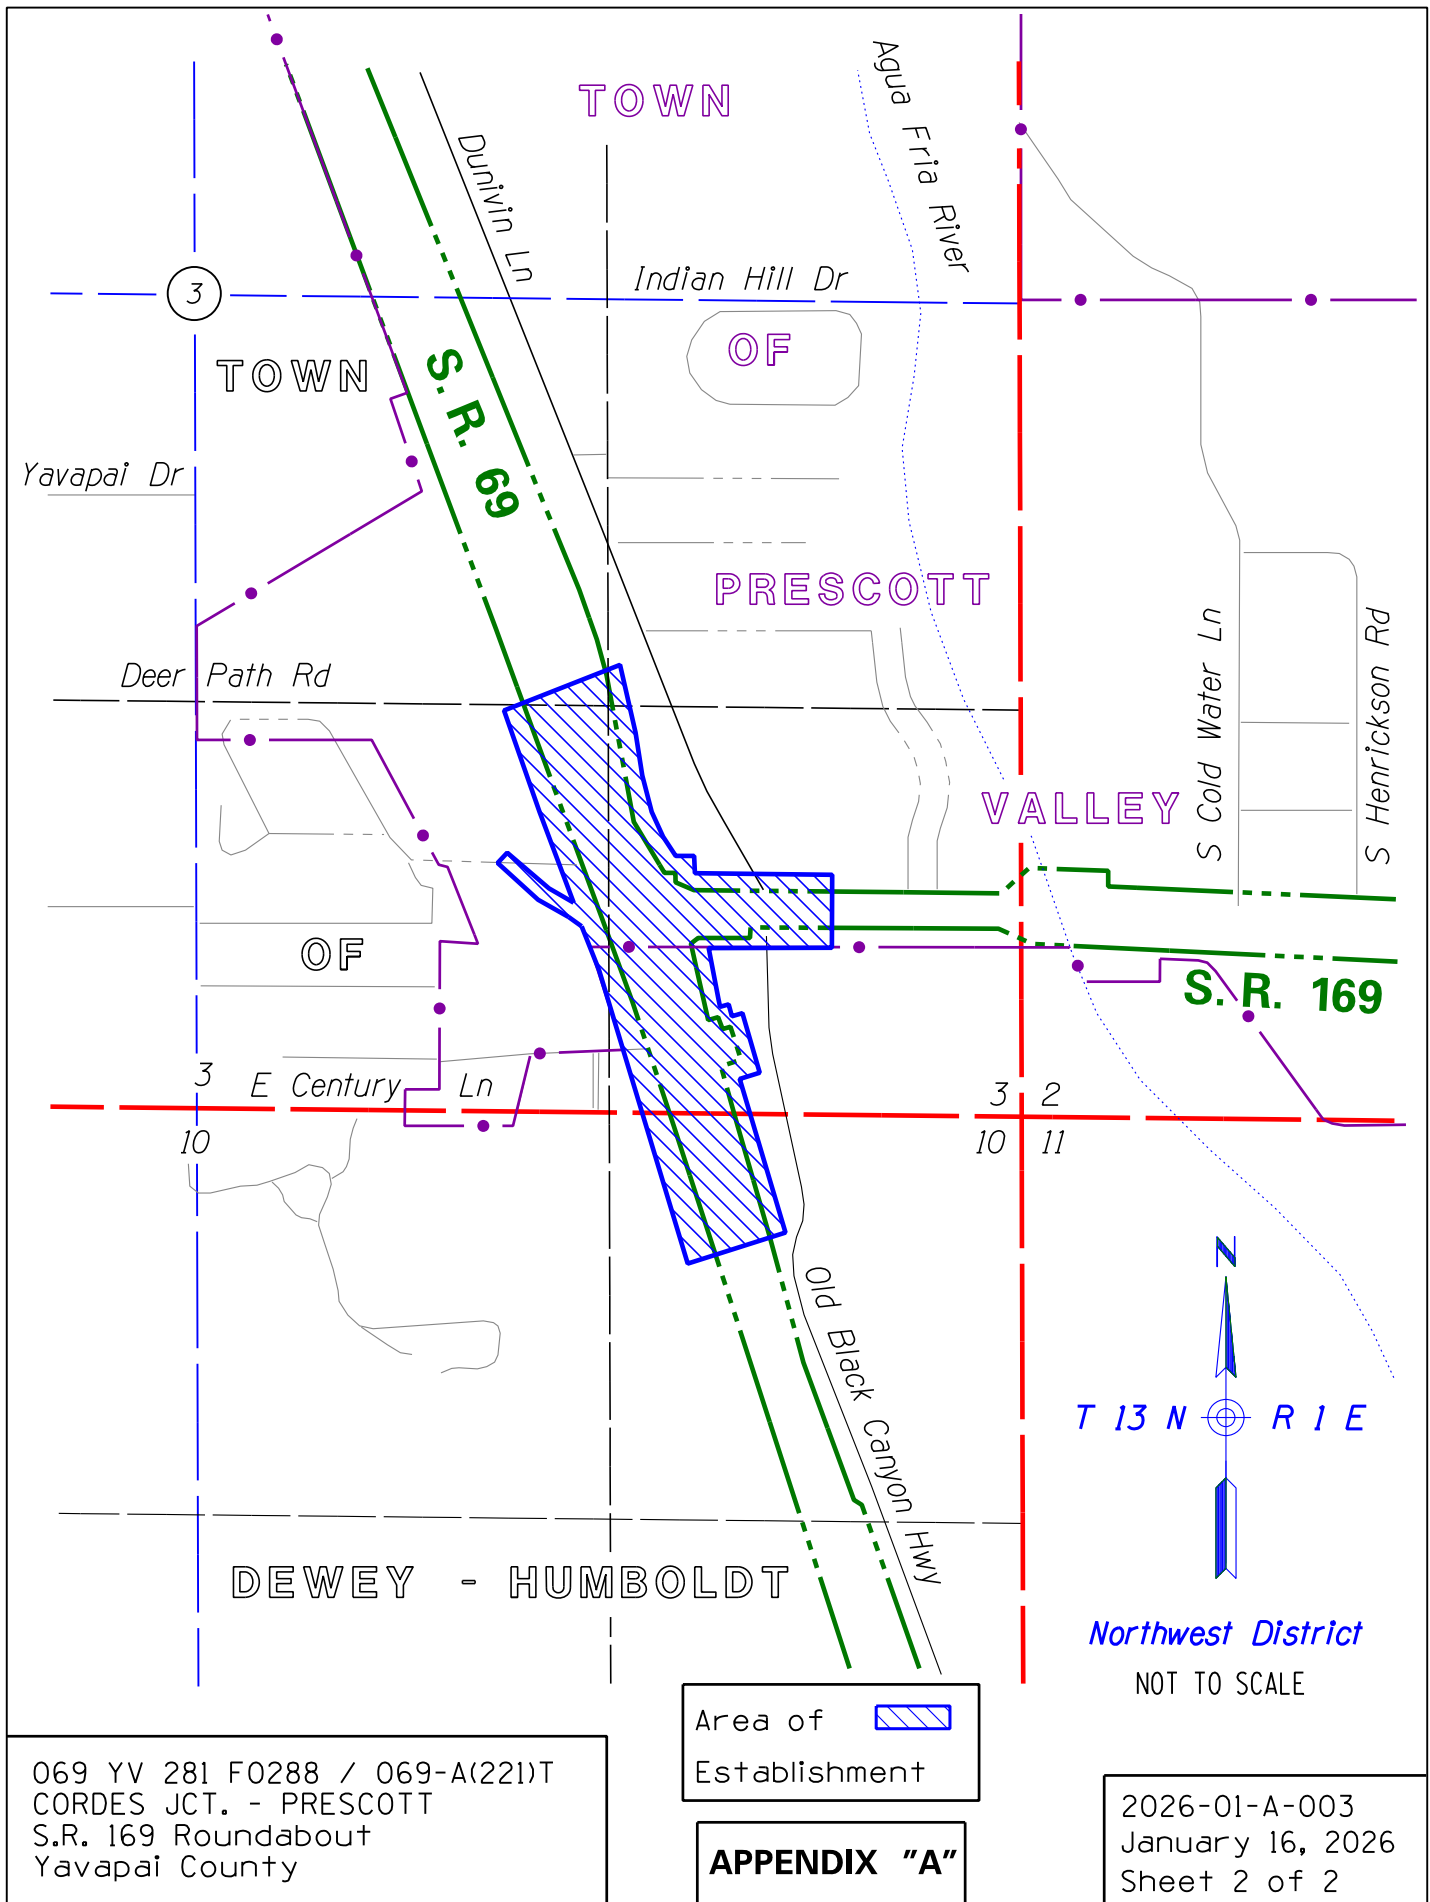 TOWN
Agua Fria River
Dunivin Ln
Indian Hill Dr
3
OF
TOWN
S. R. 69
Yavapai Dr
PRESCOTT
S Cold Water Ln
S Henrickson Rd
Deer Path Rd
VALLEY
OF
S. R. 169
3
E Century Ln
3 2
10
10 11
N
Old Black Canyon Hwy
T 13 N R 1 E
DEWEY - HUMBOLDT
Northwest District
NOT TO SCALE
Area of
Establishment
069 YV 281 F0288 / 069-A(221)T
CORDES JCT. - PRESCOTT
S.R. 169 Roundabout
Yavapai County
APPENDIX "A"
2026-01-A-003
January 16, 2026
Sheet 2 of 2